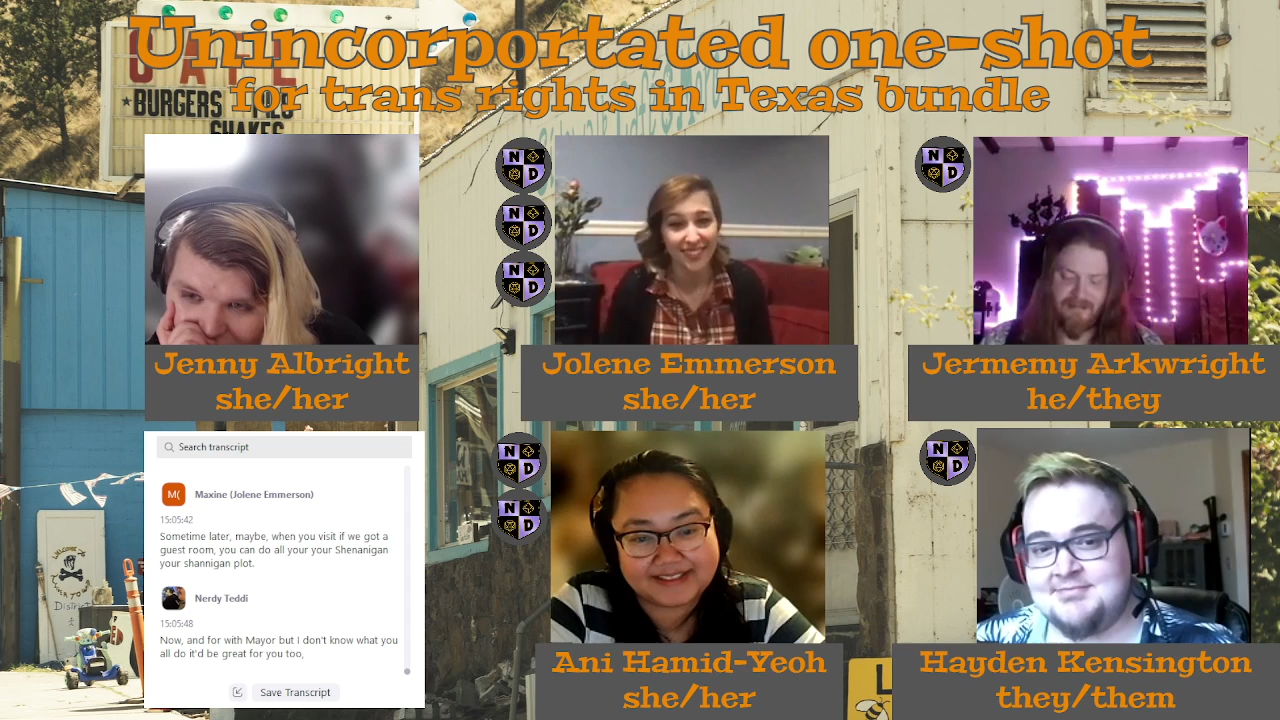 Unincorportated one-shot
for trans rights in Texas bundle
CAFE
★BURGERS PIES
SHAKES
N D
N D
N D
N D
Jenny Albright
she/her
Jolene Emmerson
she/her
Jermemy Arkwright
he/they
Search transcript
M( Maxine (Jolene Emmerson)
15:05:42
Sometime later, maybe, when you visit if we got a
guest room, you can do all your your Shenanigan
your shannigan plot.
Nerdy Teddi
15:05:48
Now, and for with Mayor but I don't know what you
all do it'd be great for you too,
Save Transcript
N D
N D
N D
Ani Hamid-Yeoh
she/her
Hayden Kensington
they/them
WELCOME
District
L